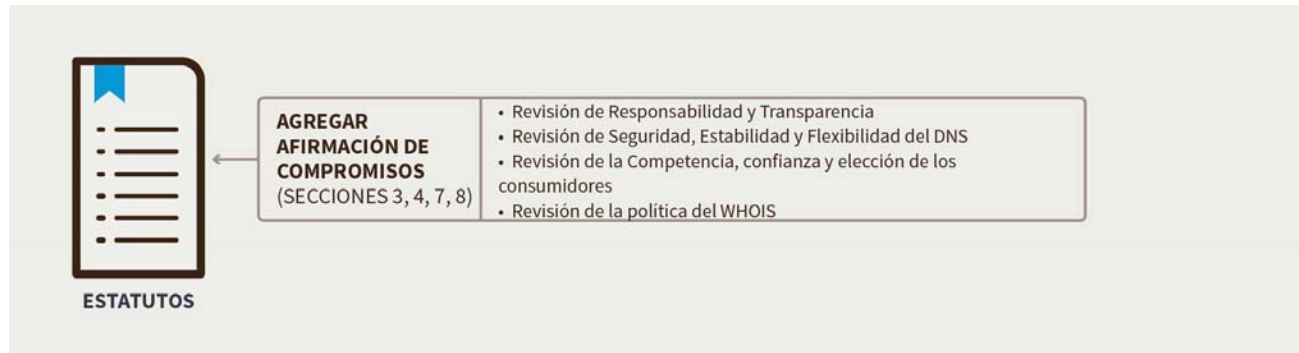 AGREGAR
AFIRMACIÓN DE
COMPROMISOS
(SECCIONES 3, 4, 7, 8)
• Revisión de Responsabilidad y Transparencia
• Revisión de Seguridad, Estabilidad y Flexibilidad del DNS
• Revisión de la Competencia, confianza y elección de los
consumidores
• Revisión de la política del WHOIS
ESTATUTOS